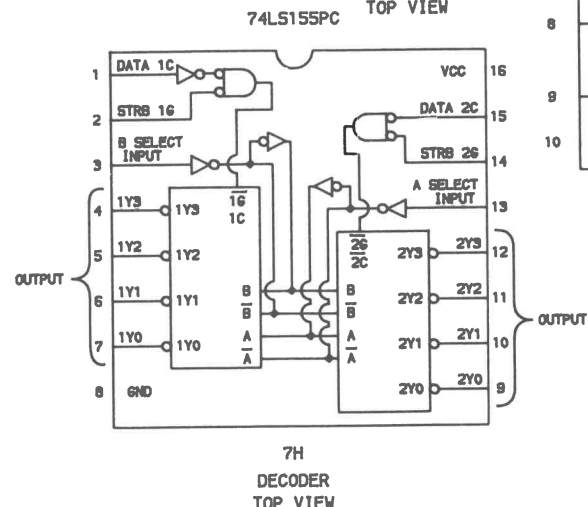 TOP VIEW
74LS155PC
8
9
10
1 DATA 1C
2 STRB 1G
3 B SELECT
INPUT
4 1Y3
5 1Y2
6 1Y1
7 1Y0
8 GND
OUTPUT
1Y3
1Y2
1Y1
1Y0
1G
1C
B
B
A
A
VCC 16
DATA 2C 15
STRB 2G 14
A SELECT
INPUT 13
2G
2C
B
B
A
A
2Y3
2Y2
2Y1
2Y0
2Y3 12
2Y2 11
2Y1 10
2Y0 9
OUTPUT
7H
DECODER
TOP VIEW